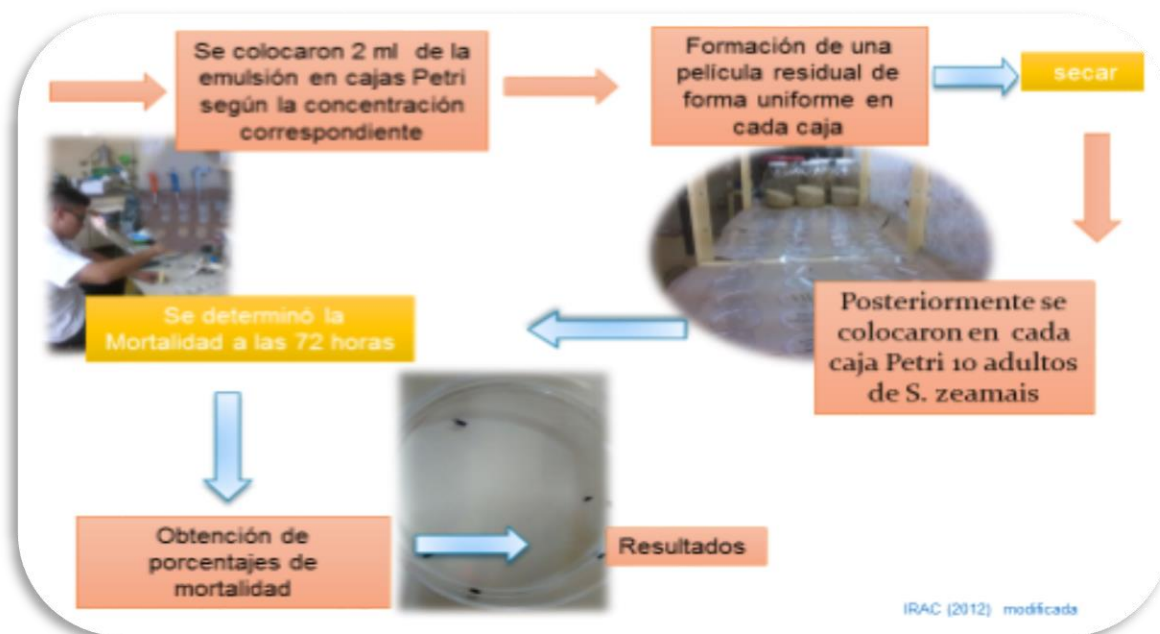 Se colocaron 2 ml de la
emulsión en cajas Petri
según la concentración
correspondiente
Formación de una
película residual de
forma uniforme en
cada caja
secar
Posteriormente se
colocaron en cada
caja Petri 10 adultos
de S. zeamais
Se determinó la
Mortalidad a las 72 horas
Obtención de
porcentajes de
mortalidad
Resultados
IRAC (2012) modificada